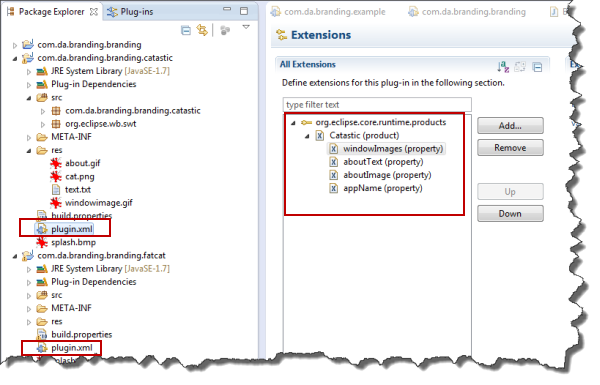 Package Explorer
Plug-ins
com.da.branding.branding
com.da.branding.catastic
JRE System Library [JavaSE-1.7]
Plug-in Dependencies
src
com.da.branding.branding.catastic
org.eclipse.wb.swt
META-INF
res
about.gif
cat.png
text.txt
windowimage.gif
build.properties
plugin.xml
splash.bmp
com.da.branding.branding.fatcat
JRE System Library [JavaSE-1.7]
Plug-in Dependencies
src
META-INF
res
build.properties
plugin.xml
com.da.branding.example
com.da.branding.branding
Extensions
All Extensions
Define extensions for this plug-in in the following section.
type filter text
org.eclipse.core.runtime.products
Catastic (product)
windowImages (property)
aboutText (property)
aboutImage (property)
appName (property)
Add...
Remove
Up
Down